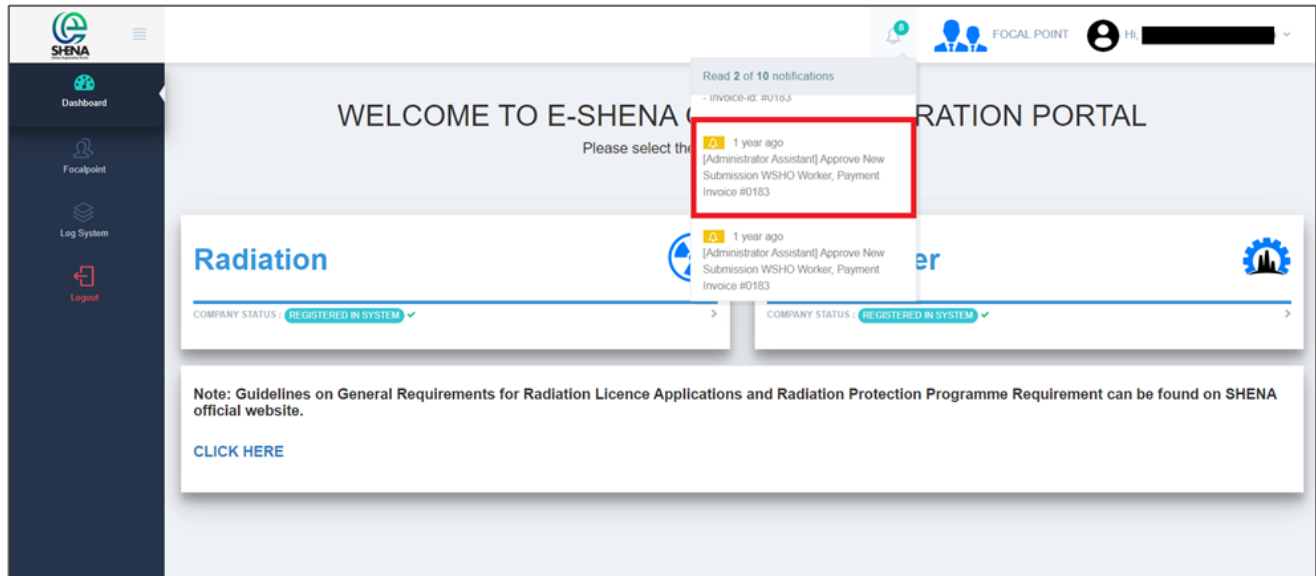 SHENA
8
FOCAL POINT
Hi,
Dashboard
Focalpoint
Log System
Logout
Read 2 of 10 notifications
- Invoice-Id: #0183
1 year ago
[Administrator Assistant] Approve New
Submission WSHO Worker, Payment
Invoice #0183
1 year ago
[Administrator Assistant] Approve New
Submission WSHO Worker, Payment
Invoice #0183
WELCOME TO E-SHENA
RATION PORTAL
Please select the
Radiation
COMPANY STATUS : REGISTERED IN SYSTEM
er
COMPANY STATUS : REGISTERED IN SYSTEM
Note: Guidelines on General Requirements for Radiation Licence Applications and Radiation Protection Programme Requirement can be found on SHENA
official website.
CLICK HERE